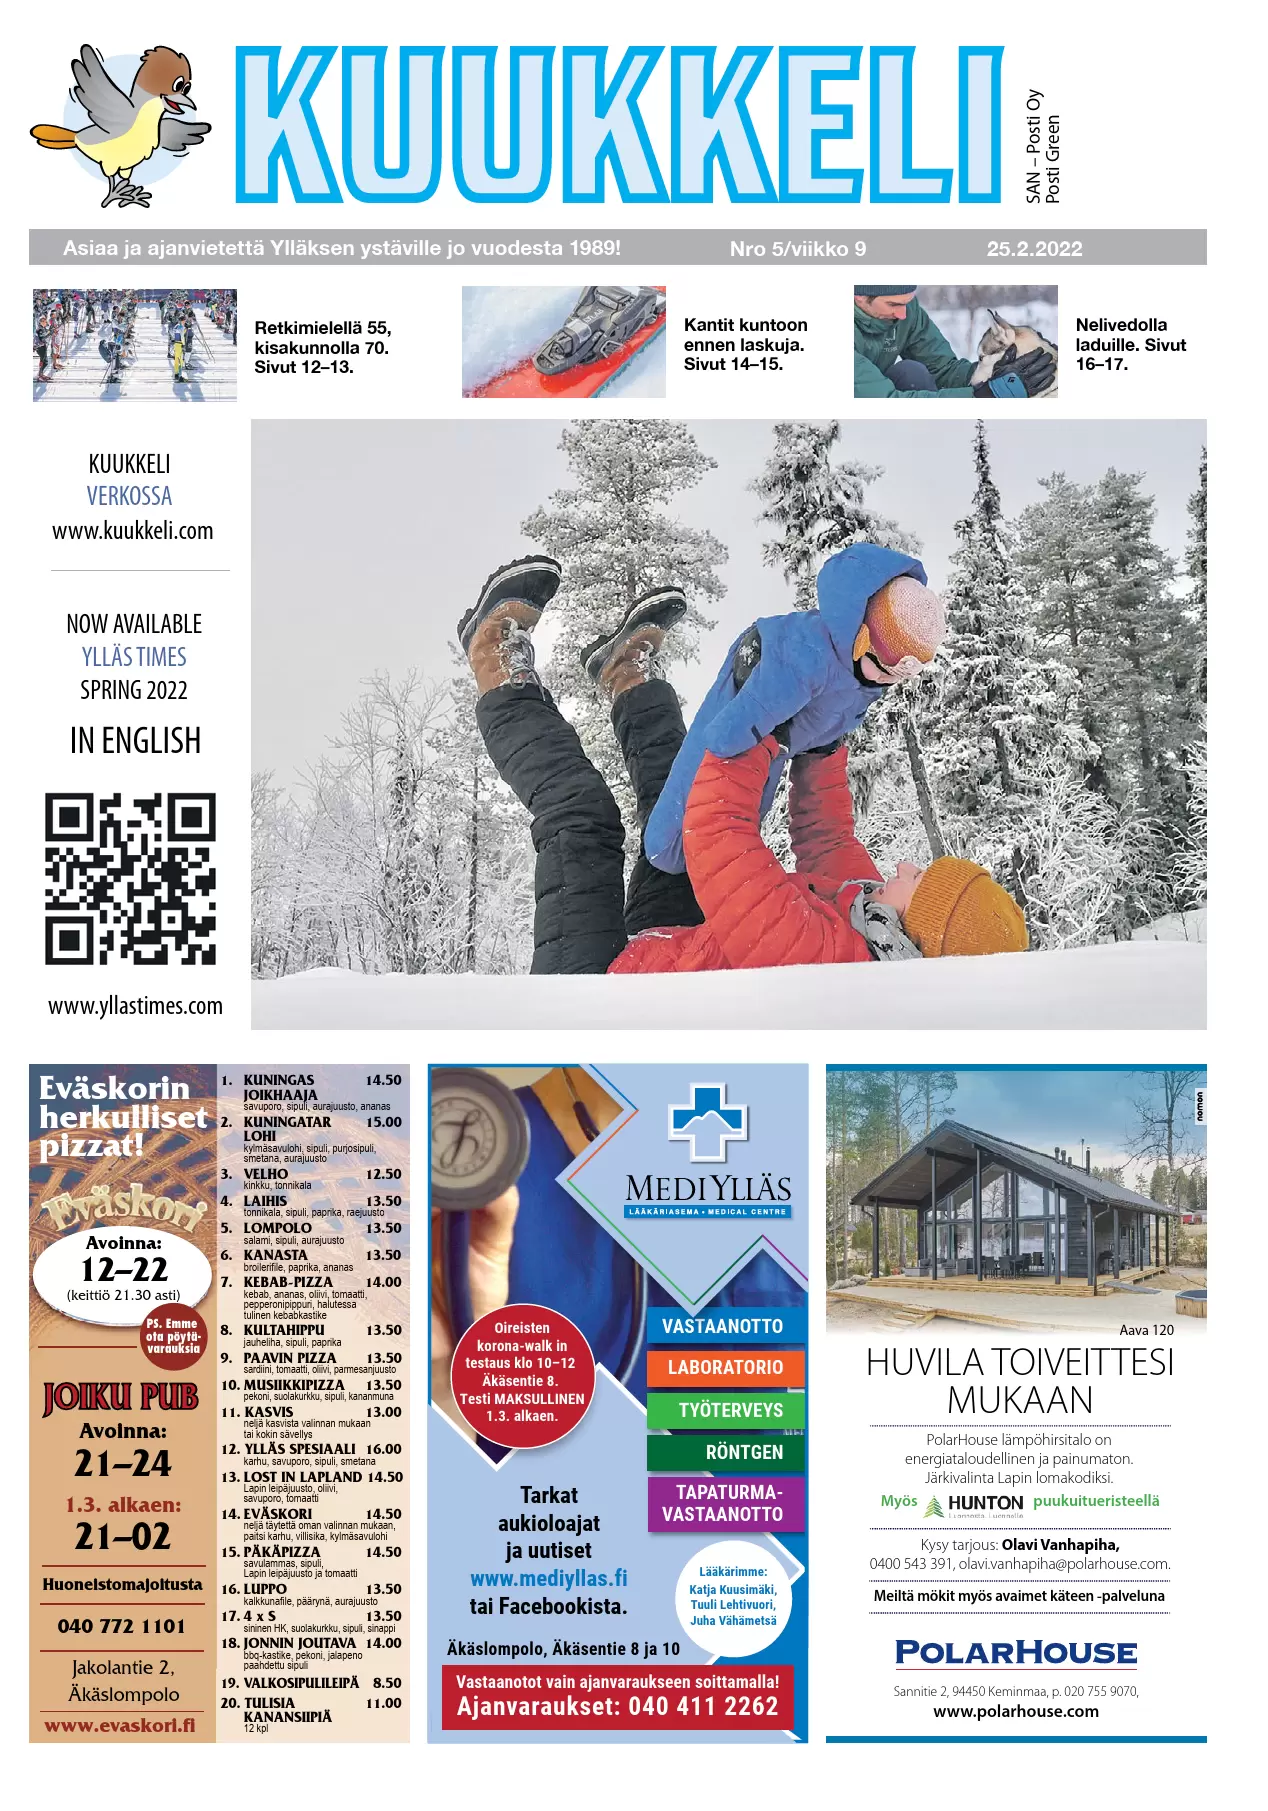 KUUKKELI
SAN – Posti Oy
Posti Green
Asiaa ja ajanvietettä Ylläksen ystäville jo vuodesta 1989!
Nro 5/viikko 9
25.2.2022
Retkimielellä 55,
kisakunnolla 70.
Sivut 12–13.
Kantit kuntoon
ennen laskuja.
Sivut 14–15.
Nelivedolla
laduille. Sivut
16–17.
KUUKKELI
VERKOSSA
www.kuukkeli.com
NOW AVAILABLE
YLLÄS TIMES
SPRING 2022
IN ENGLISH
www.yllastimes.com
Eväskorin
herkulliset
pizzat!
Eväskori
Avoinna:
12–22
(keittiö 21.30 asti)
PS. Emme
ota pöytä-
varauksia
JOIKU PUB
Avoinna:
21–24
1.3. alkaen:
21–02
Huoneistomajoitusta
040 772 1101
Jakolantie 2,
Äkäslompolo
www.evaskori.fi
1. KUNINGAS 14.50
JOIKHAAJA
savuporo, sipuli, aurajuusto, ananas
2. KUNINGATAR 15.00
LOHI
kylmäsavulohi, sipuli, purjosipuli,
smetana, aurajuusto
3. VELHO 12.50
kinkku, tonnikala
4. LAIHIS 13.50
tonnikala, sipuli, paprika, raejuusto
5. LOMPOLO 13.50
salami, sipuli, aurajuusto
6. KANASTA 13.50
broilerifile, paprika, ananas
7. KEBAB-PIZZA 14.00
kebab, ananas, oliivi, tomaatti,
pepperonipippuri, halutessa
tulinen kebabkastike
8. KULTAHIPPU 13.50
jauheliha, sipuli, paprika
9. PAAVIN PIZZA 13.50
sardiini, tomaatti, oliivi, parmesanjuusto
10. MUSIIKKIPIZZA 13.50
pekoni, suolakurkku, sipuli, kananmuna
11. KASVIS 13.00
neljä kasvista valinnan mukaan
tai kokin sävellys
12. YLLÄS SPESIAALI 16.00
karhu, savuporo, sipuli, smetana
13. LOST IN LAPLAND 14.50
Lapin leipäjuusto, oliivi,
savuporo, tomaatti
14. EVÄSKORI 14.50
neljä täytettä oman valinnan mukaan,
paitsi karhu, villisika, kylmäsavulohi
15. PÄKÄPIZZA 14.50
savulammas, sipuli,
Lapin leipäjuusto ja tomaatti
16. LUPPO 13.50
kalkkunafile, päärynä, aurajuusto
17. 4 x S 13.50
sininen HK, suolakurkku, sipuli, sinappi
18. JONNIN JOUTAVA 14.00
bbq-kastike, pekoni, jalapeno
paahdettu sipuli
19. VALKOSIPULILEIPÄ 8.50
20. TULISIA 11.00
KANANSIIPIÄ
12 kpl
MEDIYLLÄS
LÄÄKÄRIASEMA • MEDICAL CENTRE
Oireisten
korona-walk in
testaus klo 10–12
Äkäsentie 8.
Testi MAKSULLINEN
1.3. alkaen.
VASTAANOTTO
LABORATORIO
TYÖTERVEYS
RÖNTGEN
TAPATURMA-
VASTAANOTTO
Tarkat
aukioloajat
ja uutiset
www.mediyllas.fi
tai Facebookista.
Lääkärimme:
Katja Kuusimäki,
Tuuli Lehtivuori,
Juha Vähämetsä
Äkäslompolo, Äkäsentie 8 ja 10
Vastaanotot vain ajanvaraukseen soittamalla!
Ajanvaraukset: 040 411 2262
nomon
Aava 120
HUVILA TOIVEITTESI
MUKAAN
PolarHouse lämpöhirsitalo on
energiataloudellinen ja painumaton.
Järkivalinta Lapin lomakodiksi.
Myös HUNTON puukuitueristeellä
Luonnosta. Luonnolle.
Kysy tarjous: Olavi Vanhapiha,
0400 543 391, olavi.vanhapiha@polarhouse.com.
Meiltä mökit myös avaimet käteen -palveluna
POLARHOUSE
Sannitie 2, 94450 Keminmaa, p. 020 755 9070,
www.polarhouse.com